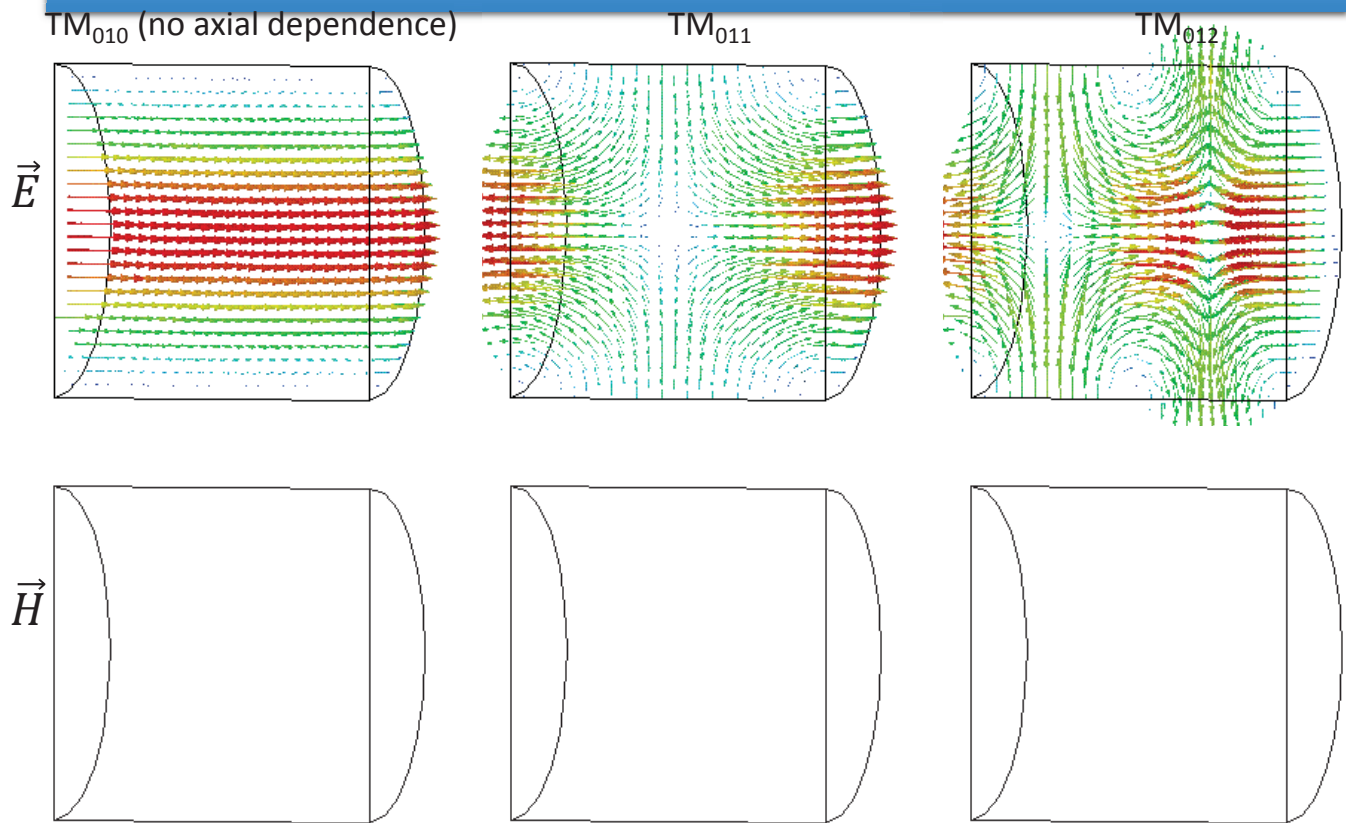 TM₀₁₀ (no axial dependence) TM₀₁₁ TM₀₁₂
E⃗
H⃗